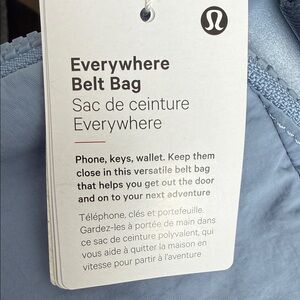 Everywhere
Belt Bag
Sac de ceinture
Everywhere
Phone, keys, wallet. Keep them
close in this versatile belt bag
that helps you get out the door
and on to your next adventure
Téléphone, clés et portefeuille.
Gardez-les à portée de main dans
ce sac de ceinture polyvalent, qui
vous aide à quitter la maison en
vitesse pour partir à l'aventure